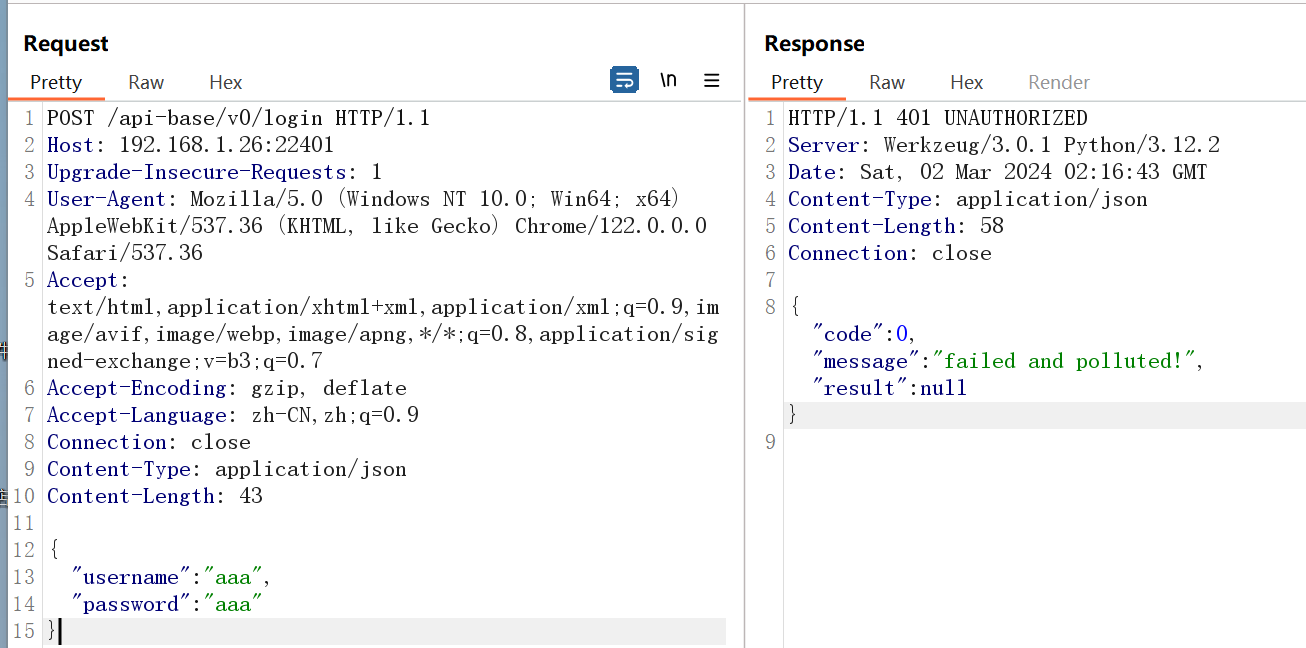 Request
Pretty Raw Hex
\n
1 POST /api-base/v0/login HTTP/1.1
2 Host: 192.168.1.26:22401
3 Upgrade-Insecure-Requests: 1
4 User-Agent: Mozilla/5.0 (Windows NT 10.0; Win64; x64)
AppleWebKit/537.36 (KHTML, like Gecko) Chrome/122.0.0.0
Safari/537.36
5 Accept:
text/html,application/xhtml+xml,application/xml;q=0.9,im
age/avif,image/webp,image/apng,*/*;q=0.8,application/sig
ned-exchange;v=b3;q=0.7
6 Accept-Encoding: gzip, deflate
7 Accept-Language: zh-CN,zh;q=0.9
8 Connection: close
9 Content-Type: application/json
10 Content-Length: 43
11
12 {
13 "username":"aaa",
14 "password":"aaa"
15 }
Response
Pretty Raw Hex Render
1 HTTP/1.1 401 UNAUTHORIZED
2 Server: Werkzeug/3.0.1 Python/3.12.2
3 Date: Sat, 02 Mar 2024 02:16:43 GMT
4 Content-Type: application/json
5 Content-Length: 58
6 Connection: close
7
8 {
"code":0,
"message":"failed and polluted!",
"result":null
}
9